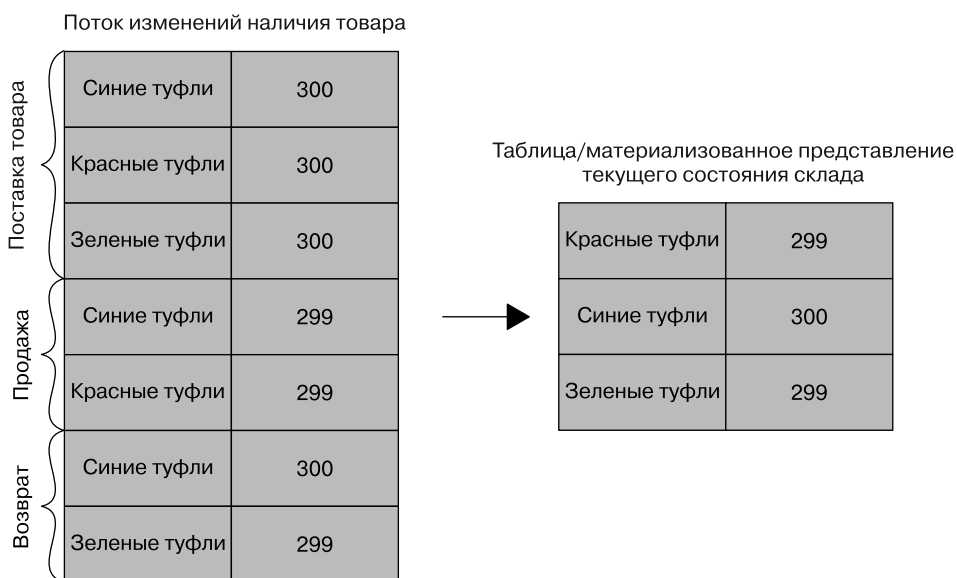 Поток изменений наличия товара
Поставка товара
Синие туфли 300
Красные туфли 300
Зеленые туфли 300
Продажа
Синие туфли 299
Красные туфли 299
Возврат
Синие туфли 300
Зеленые туфли 299
Таблица/материализованное представление
текущего состояния склада
Красные туфли 299
Синие туфли 300
Зеленые туфли 299